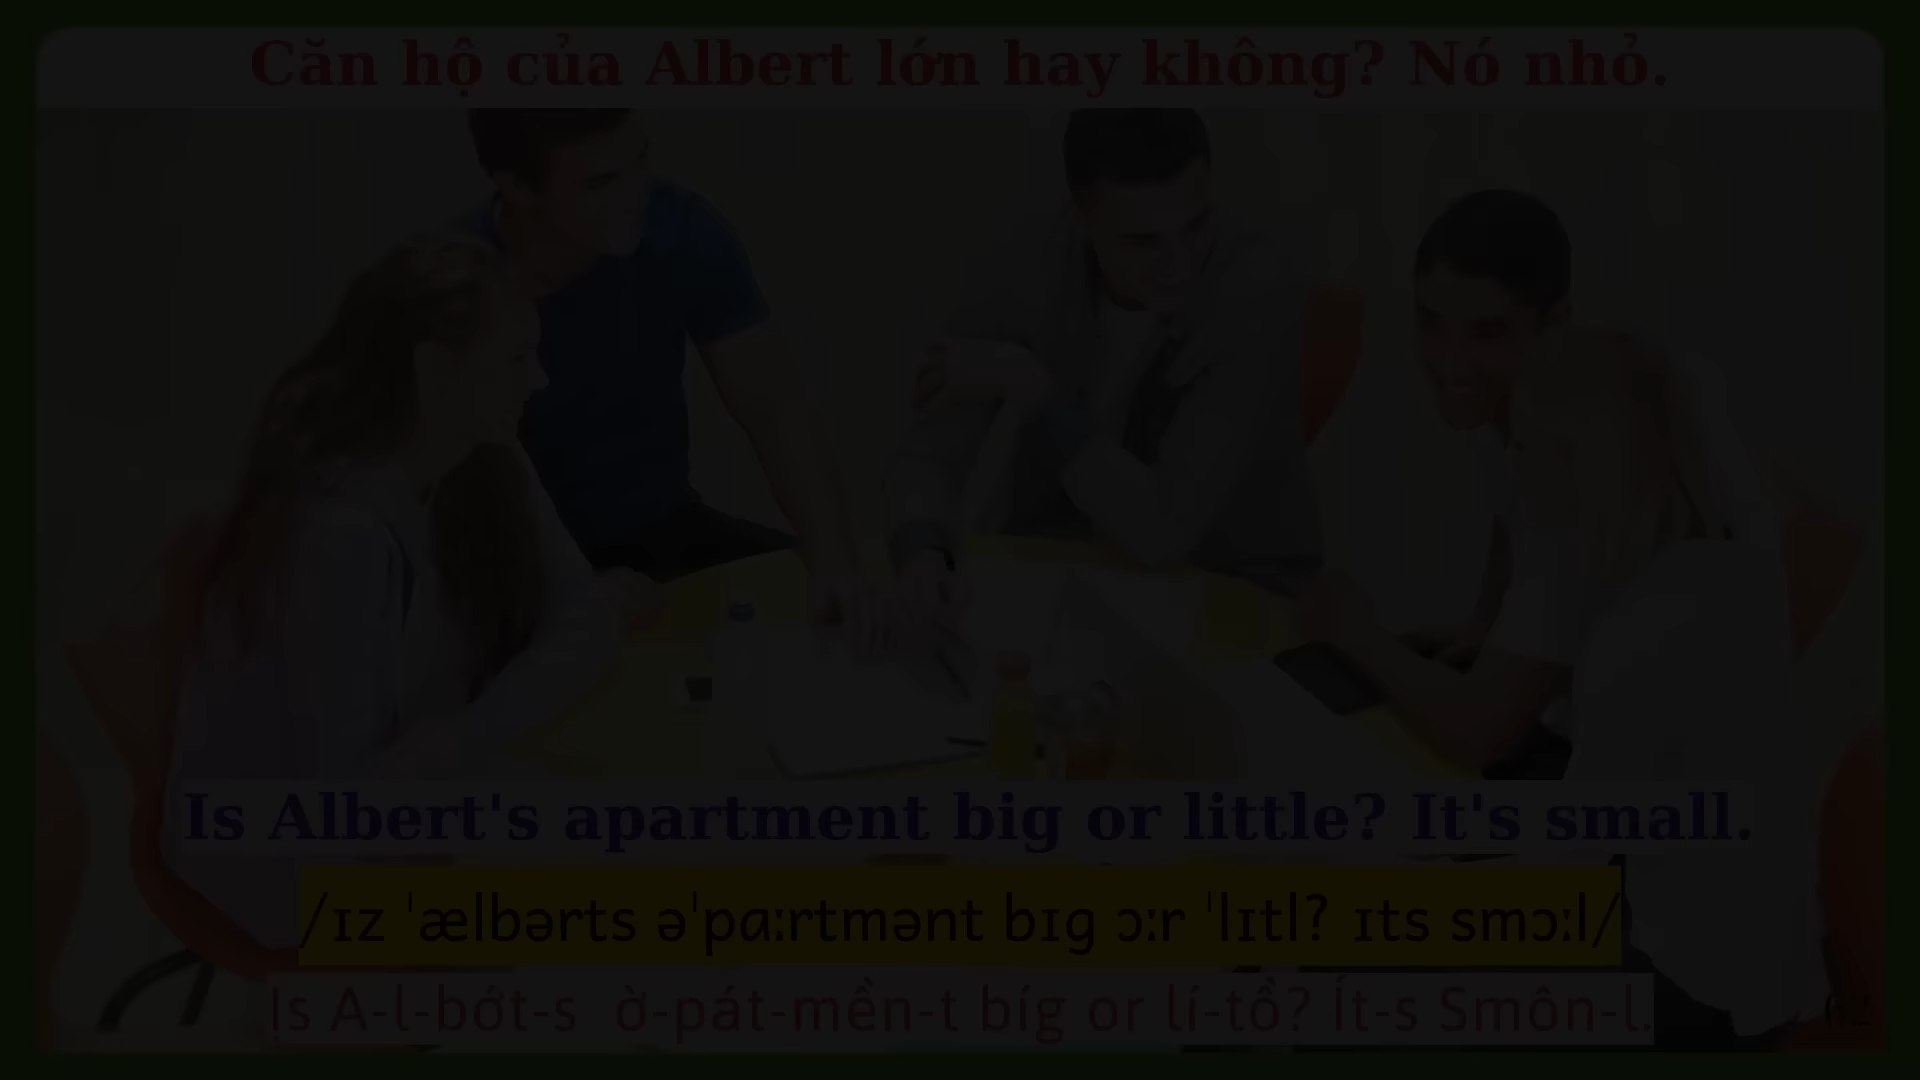 Căn hộ của Albert lớn hay không? Nó nhỏ.
Is Albert's apartment big or little? It's small.
/ɪz ˈælbərts əˈpɑːrtmənt bɪg ɔːr ˈlɪtl? ɪts smɔːl/
Is A-l-bớt-s ờ-pát-mền-t bíg or lí-tồ? Ít-s Smôn-l.